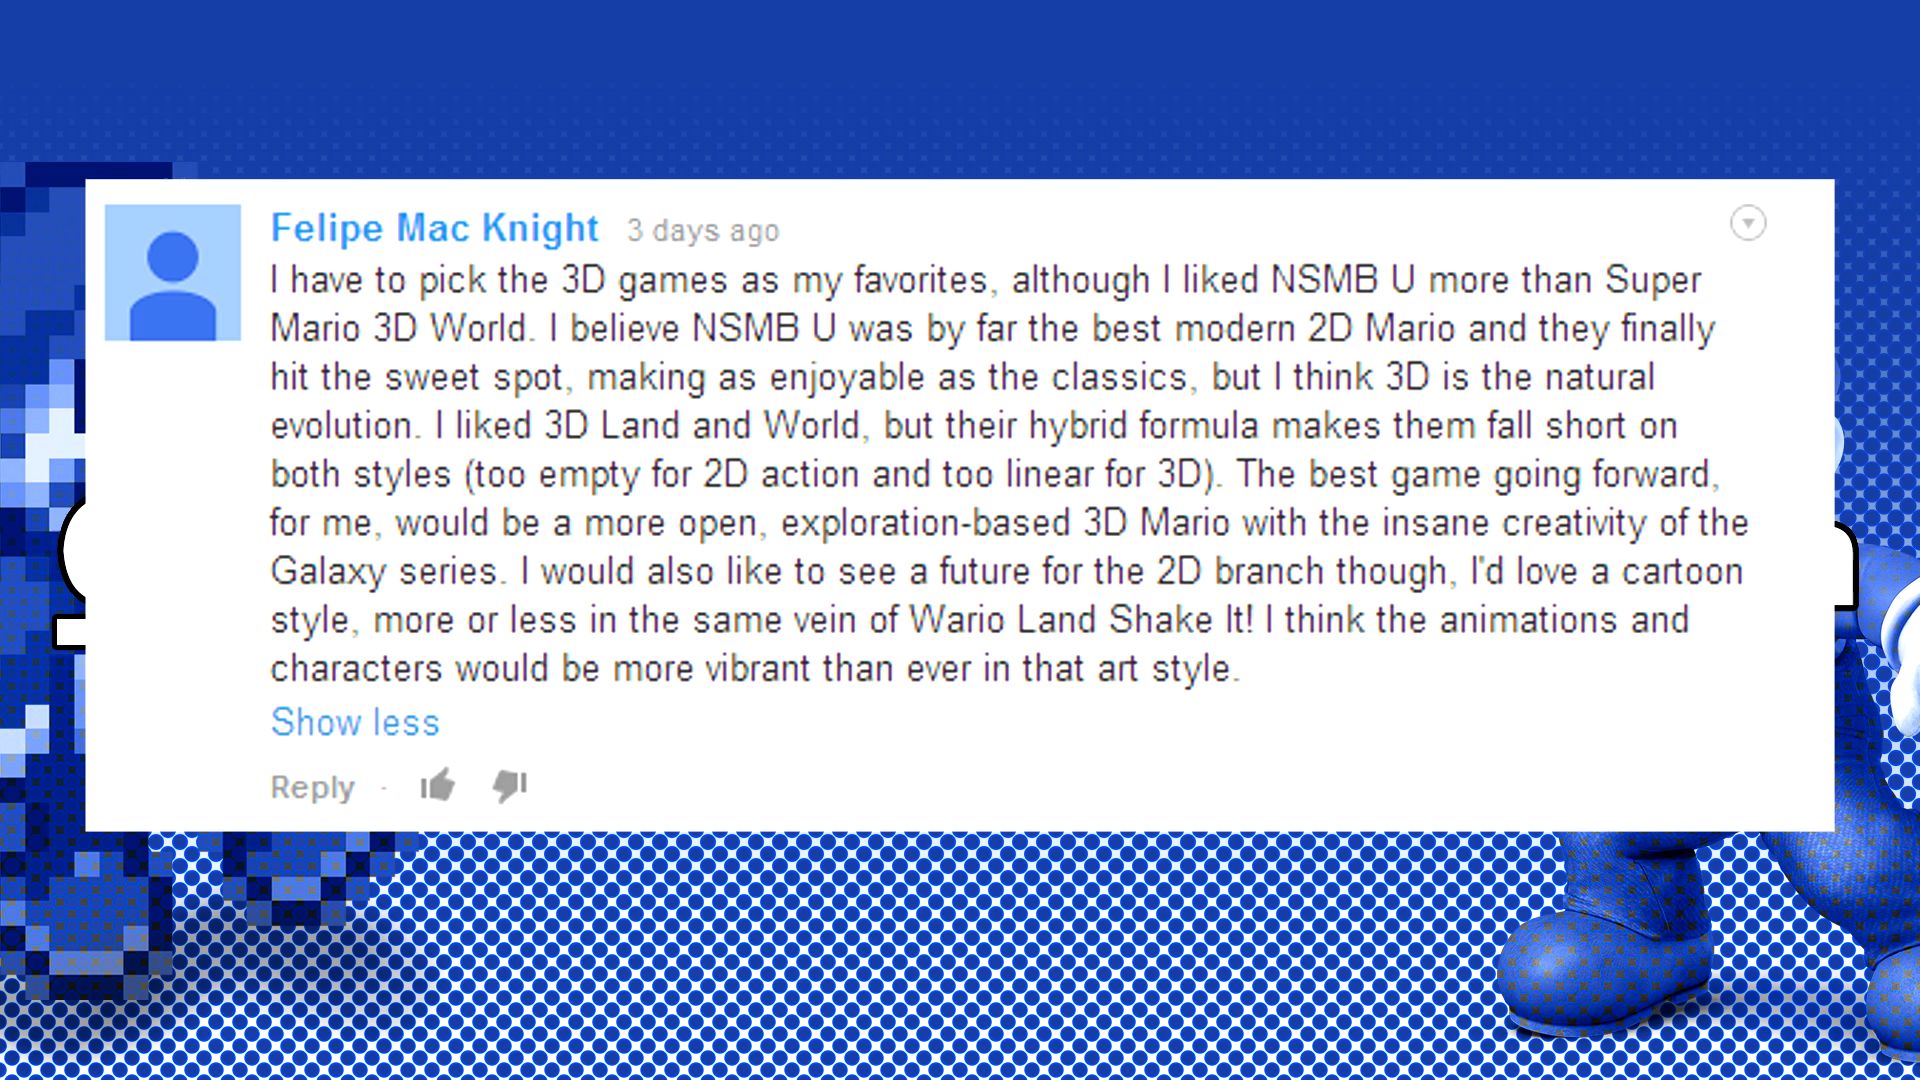 Felipe Mac Knight 3 days ago
I have to pick the 3D games as my favorites, although I liked NSMB U more than Super
Mario 3D World. I believe NSMB U was by far the best modern 2D Mario and they finally
hit the sweet spot, making as enjoyable as the classics, but I think 3D is the natural
evolution. I liked 3D Land and World, but their hybrid formula makes them fall short on
both styles (too empty for 2D action and too linear for 3D). The best game going forward,
for me, would be a more open, exploration-based 3D Mario with the insane creativity of the
Galaxy series. I would also like to see a future for the 2D branch though, I'd love a cartoon
style, more or less in the same vein of Wario Land Shake It! I think the animations and
characters would be more vibrant than ever in that art style.
Show less
Reply ·